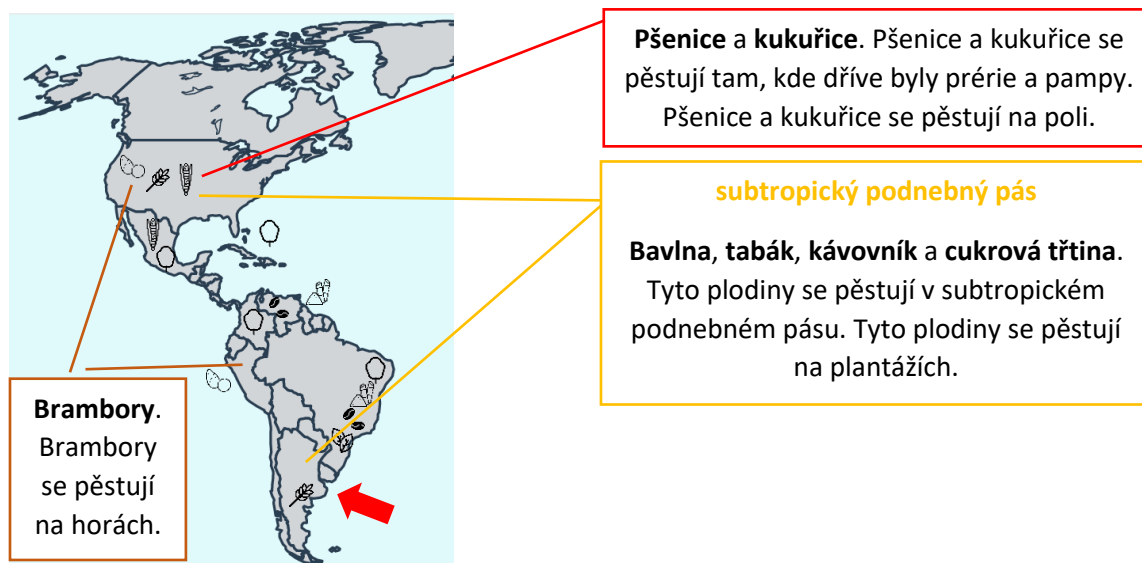 Pšenice a kukuřice. Pšenice a kukuřice se
pěstují tam, kde dříve byly prérie a pampy.
Pšenice a kukuřice se pěstují na poli.
subtropický podnebný pás
Bavlna, tabák, kávovník a cukrová třtina.
Tyto plodiny se pěstují v subtropickém
podnebném pásu. Tyto plodiny se pěstují
na plantážích.
Brambory.
Brambory
se pěstují
na horách.